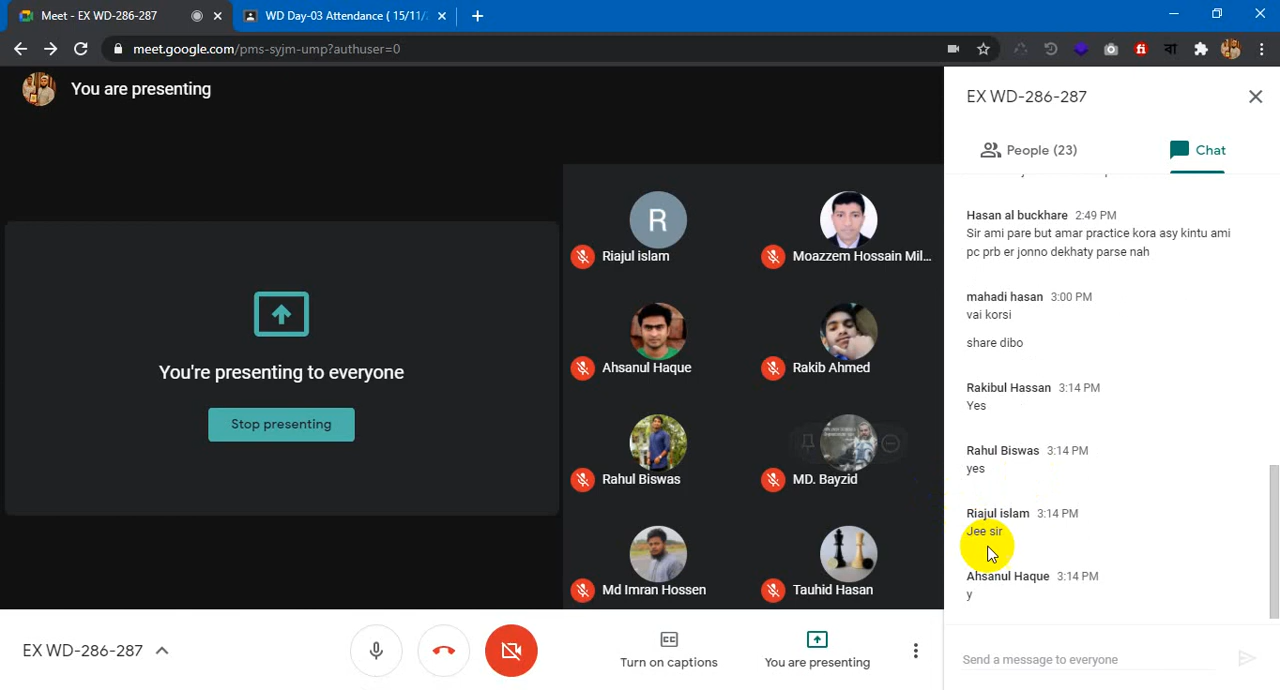 Meet - EX WD-286-287
WD Day-03 Attendance ( 15/11/
meet.google.com/pms-syjm-ump?authuser=0
fi
বা
You are presenting
EX WD-286-287
People (23)
Chat
Hasan al buckhare 2:49 PM
Sir ami pare but amar practice kora asy kintu ami
pc prb er jonno dekhaty parse nah
mahadi hasan 3:00 PM
vai korsi
share dibo
Rakibul Hassan 3:14 PM
Yes
Rahul Biswas 3:14 PM
yes
Riajul islam 3:14 PM
Jee sir
Ahsanul Haque 3:14 PM
y
Send a message to everyone
R
Riajul islam
Moazzem Hossain Mil...
Ahsanul Haque
Rakib Ahmed
Rahul Biswas
MD. Bayzid
Md Imran Hossen
Tauhid Hasan
You're presenting to everyone
Stop presenting
EX WD-286-287
CC
Turn on captions
You are presenting